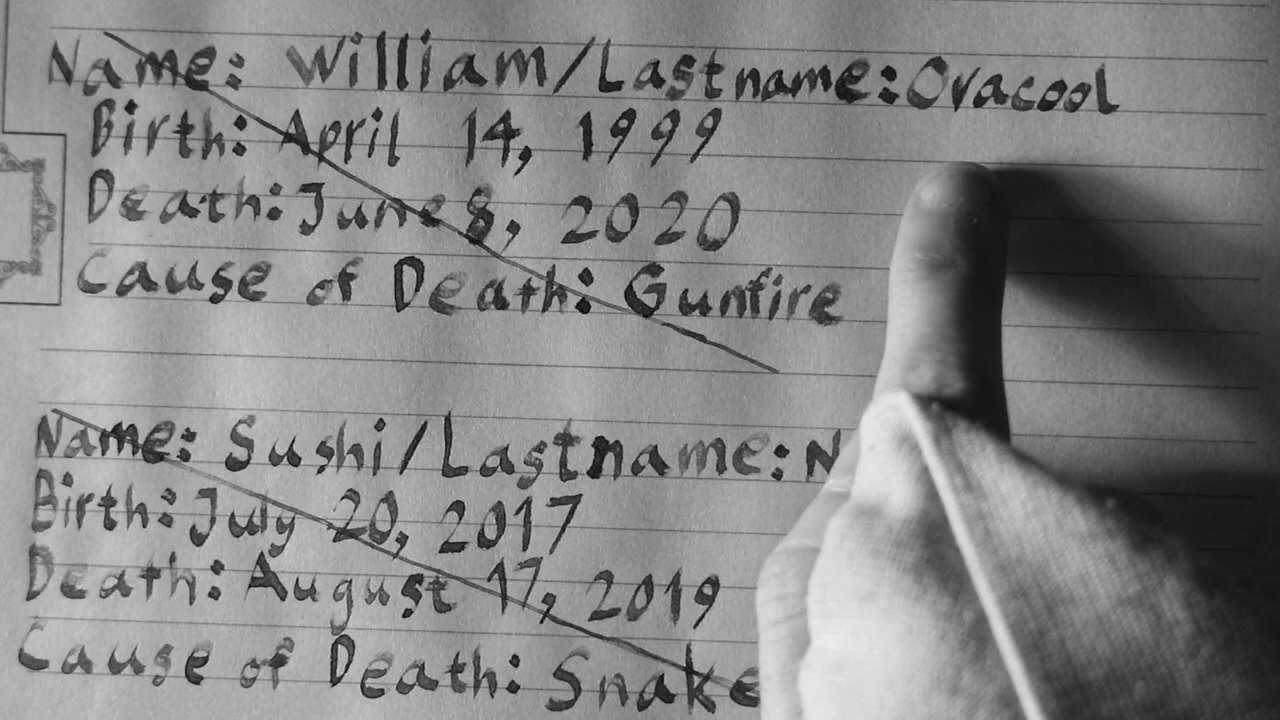 Name: William/Lastname:Ovacool
Birth: April 14, 1999
Death: June 8, 2020
Cause of Death: Gunfire
Name: Sushi/Lastname: N
Birth: July 20, 2017
Death: August 17, 2019
Cause of Death: Snake